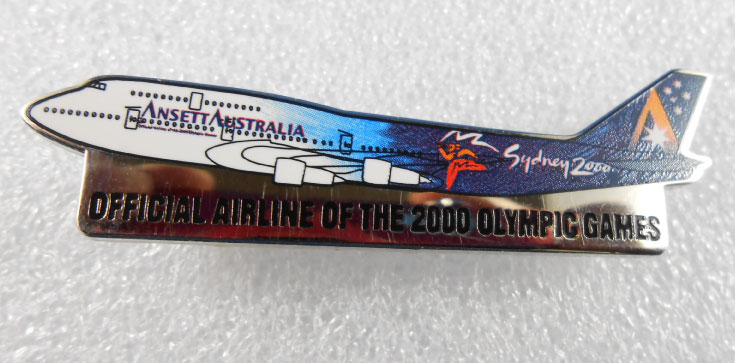 ANSETT AUSTRALIA
Sydney 2000
OFFICIAL AIRLINE OF THE 2000 OLYMPIC GAMES